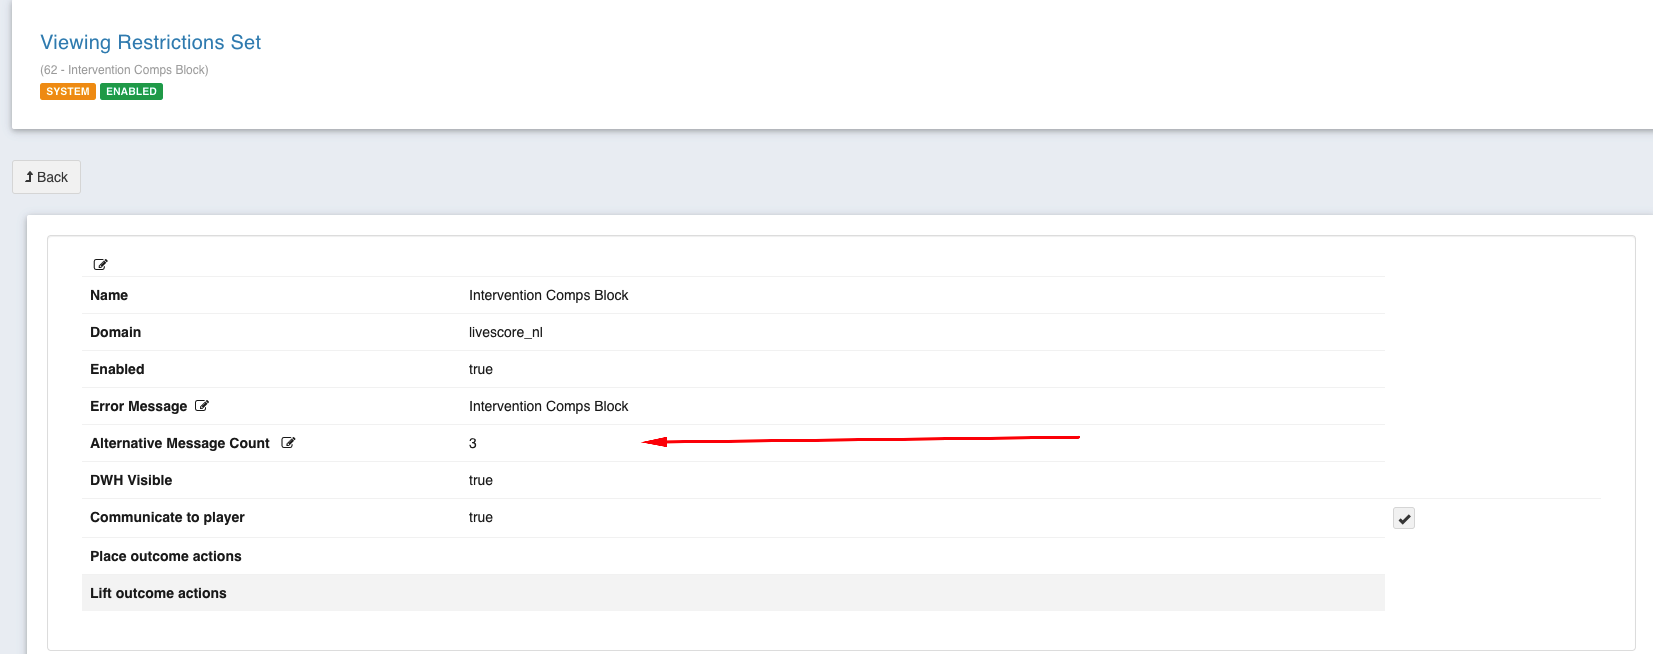 Viewing Restrictions Set
(62 - Intervention Comps Block)
SYSTEM ENABLED
Back
Name Intervention Comps Block
Domain livescore_nl
Enabled true
Error Message Intervention Comps Block
Alternative Message Count 3
DWH Visible true
Communicate to player true
Place outcome actions
Lift outcome actions